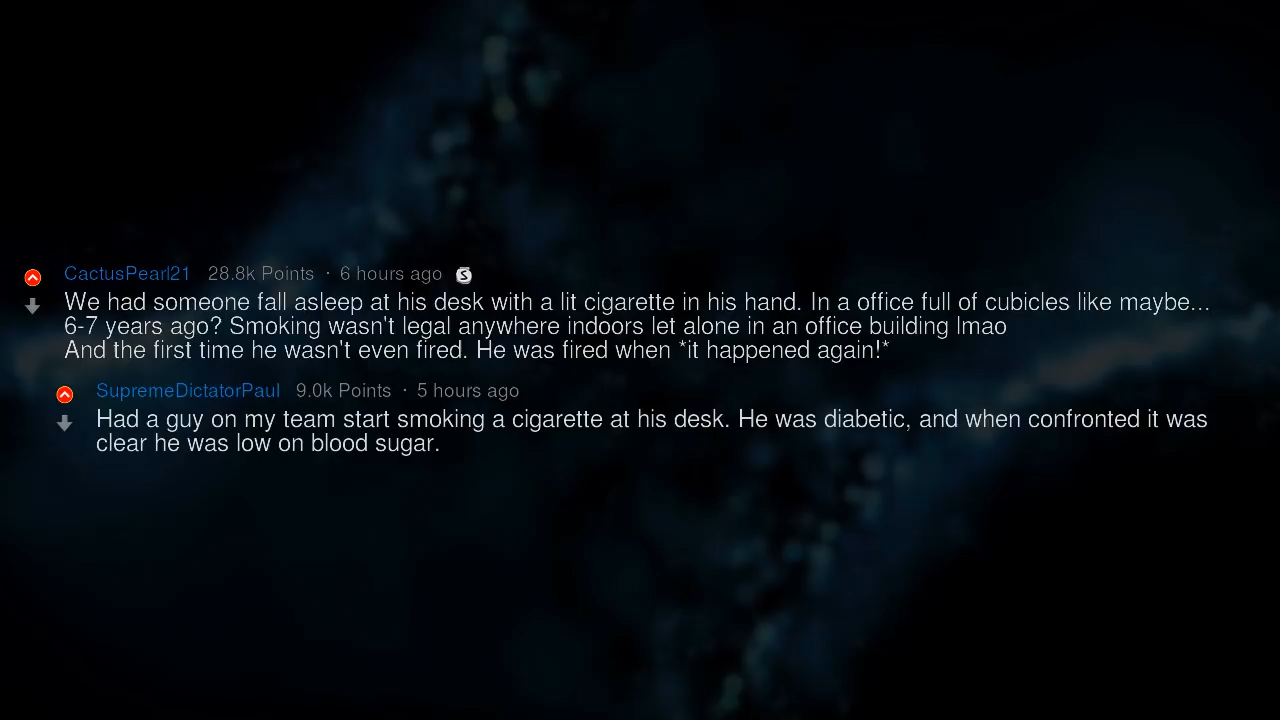 CactusPearl21 28.8k Points · 6 hours ago S
We had someone fall asleep at his desk with a lit cigarette in his hand. In a office full of cubicles like maybe...
6-7 years ago? Smoking wasn't legal anywhere indoors let alone in an office building lmao
And the first time he wasn't even fired. He was fired when *it happened again!*
SupremeDictatorPaul 9.0k Points · 5 hours ago
Had a guy on my team start smoking a cigarette at his desk. He was diabetic, and when confronted it was
clear he was low on blood sugar.